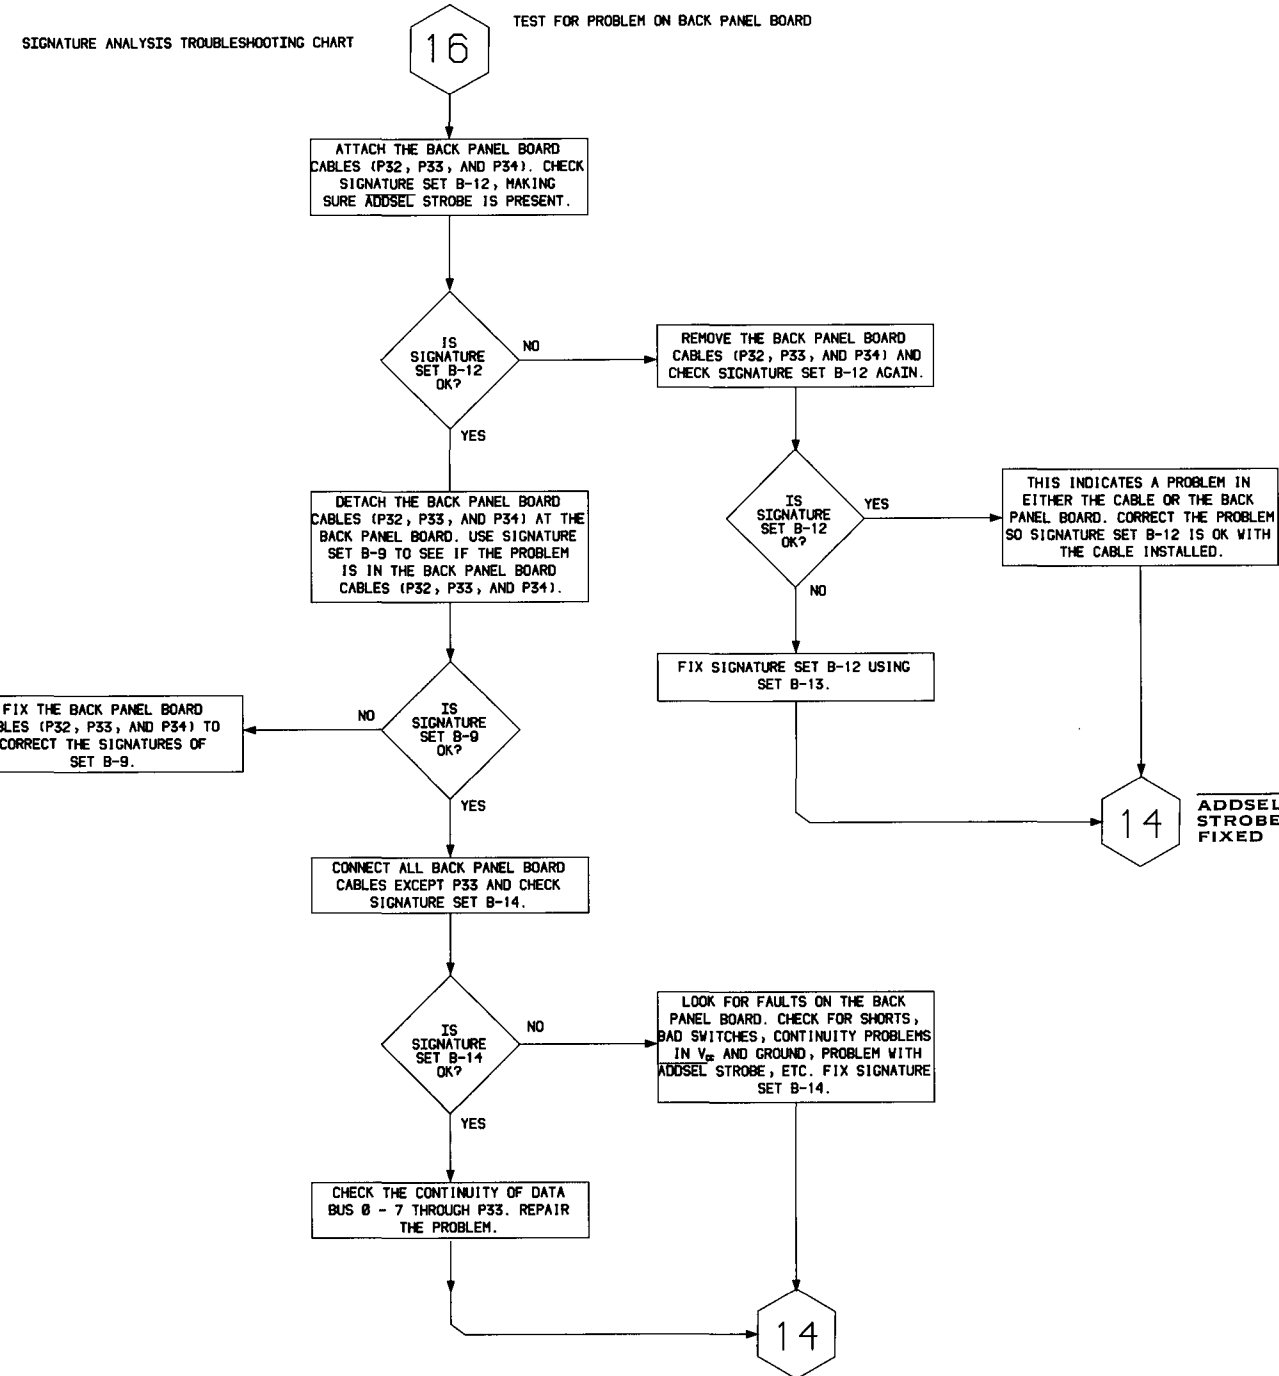 SIGNATURE ANALYSIS TROUBLESHOOTING CHART
16
TEST FOR PROBLEM ON BACK PANEL BOARD
ATTACH THE BACK PANEL BOARD
CABLES (P32, P33, AND P34). CHECK
SIGNATURE SET B-12, MAKING
SURE ADDSEL STROBE IS PRESENT.
IS
SIGNATURE
SET B-12
OK?
NO
YES
REMOVE THE BACK PANEL BOARD
CABLES (P32, P33, AND P34) AND
CHECK SIGNATURE SET B-12 AGAIN.
IS
SIGNATURE
SET B-12
OK?
YES
NO
THIS INDICATES A PROBLEM IN
EITHER THE CABLE OR THE BACK
PANEL BOARD. CORRECT THE PROBLEM
SO SIGNATURE SET B-12 IS OK WITH
THE CABLE INSTALLED.
DETACH THE BACK PANEL BOARD
CABLES (P32, P33, AND P34) AT THE
BACK PANEL BOARD. USE SIGNATURE
SET B-9 TO SEE IF THE PROBLEM
IS IN THE BACK PANEL BOARD
CABLES (P32, P33, AND P34).
FIX SIGNATURE SET B-12 USING
SET B-13.
IS
SIGNATURE
SET B-9
OK?
NO
YES
FIX THE BACK PANEL BOARD
BLES (P32, P33, AND P34) TO
CORRECT THE SIGNATURES OF
SET B-9.
14
ADDSEL
STROBE
FIXED
CONNECT ALL BACK PANEL BOARD
CABLES EXCEPT P33 AND CHECK
SIGNATURE SET B-14.
IS
SIGNATURE
SET B-14
OK?
NO
YES
LOOK FOR FAULTS ON THE BACK
PANEL BOARD. CHECK FOR SHORTS,
BAD SWITCHES, CONTINUITY PROBLEMS
IN Vcc AND GROUND, PROBLEM WITH
ADDSEL STROBE, ETC. FIX SIGNATURE
SET B-14.
CHECK THE CONTINUITY OF DATA
BUS 0 - 7 THROUGH P33. REPAIR
THE PROBLEM.
14